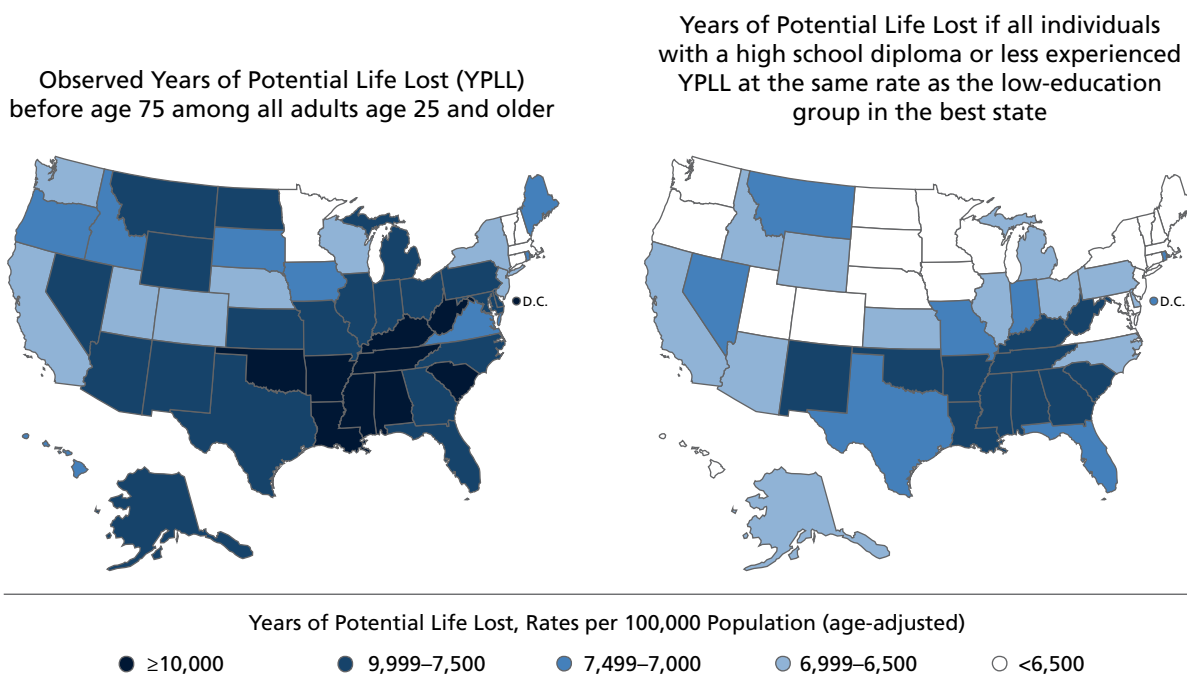 Observed Years of Potential Life Lost (YPLL)
before age 75 among all adults age 25 and older
Years of Potential Life Lost if all individuals
with a high school diploma or less experienced
YPLL at the same rate as the low-education
group in the best state
D.C.
D.C.
Years of Potential Life Lost, Rates per 100,000 Population (age-adjusted)
≥10,000 9,999–7,500 7,499–7,000 6,999–6,500 <6,500